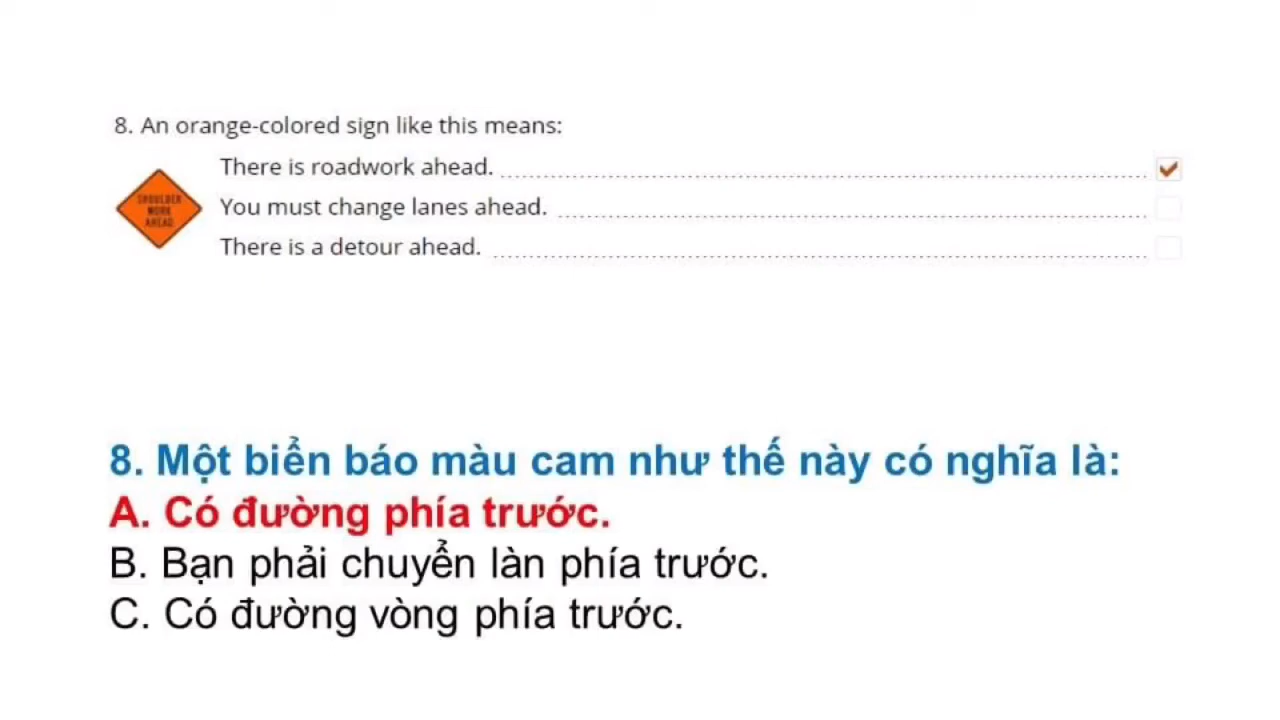 8. An orange-colored sign like this means:
There is roadwork ahead.
SHOULDER
WORK
AHEAD
You must change lanes ahead.
There is a detour ahead.
8. Một biển báo màu cam như thế này có nghĩa là:
A. Có đường phía trước.
B. Bạn phải chuyển làn phía trước.
C. Có đường vòng phía trước.